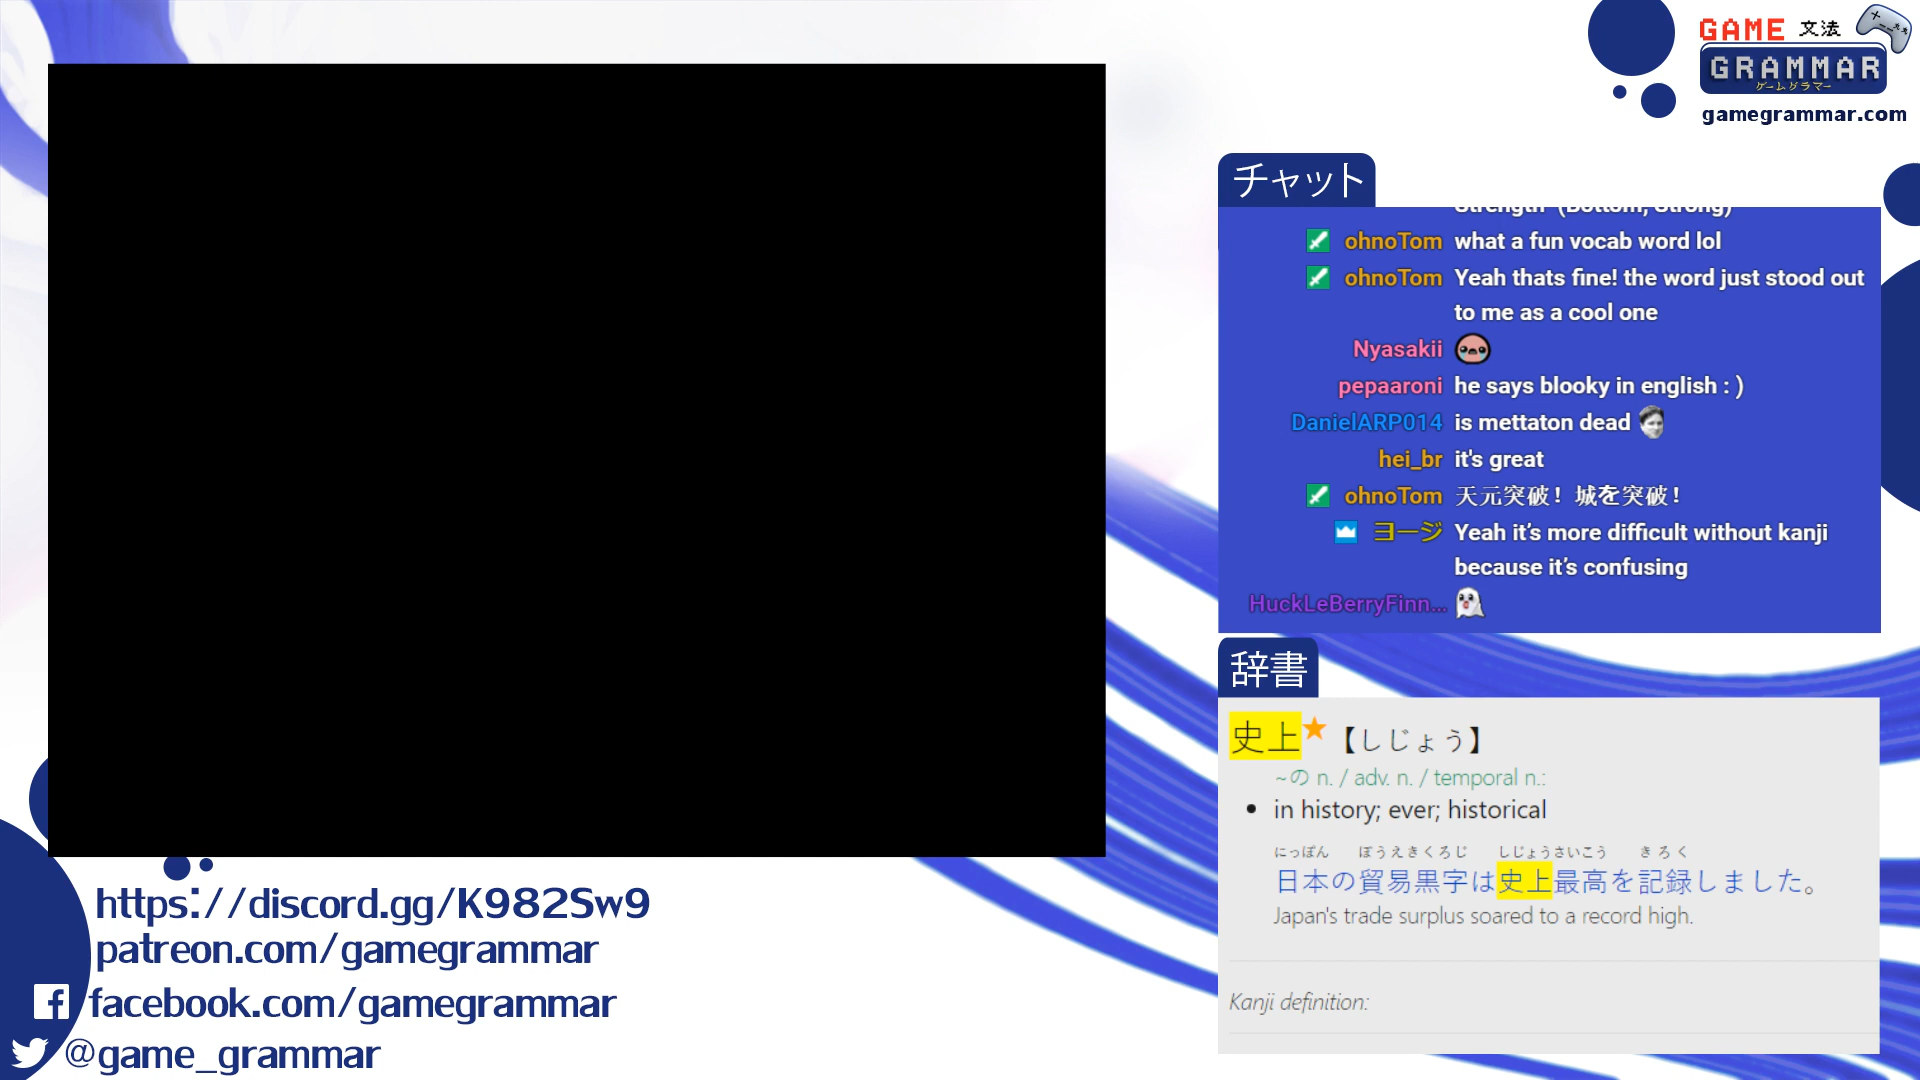 GAME 文法
GRAMMAR
ゲームグラマー
gamegrammar.com
チャット
Strength (Bottom, Strong)
ohnoTom what a fun vocab word lol
ohnoTom Yeah thats fine! the word just stood out
to me as a cool one
Nyasakii
pepaaroni he says blooky in english : )
DanielARP014 is mettaton dead
hei_br it's great
ohnoTom 天元突破！城を突破！
ヨージ Yeah it’s more difficult without kanji
because it’s confusing
HuckLeBerryFinn...
辞書
史上★【しじょう】
~の n. / adv. n. / temporal n.:
• in history; ever; historical
にっぽん ぼうえきくろじ しじょうさいこう きろく
日本の貿易黒字は史上最高を記録しました。
Japan's trade surplus soared to a record high.
Kanji definition:
https://discord.gg/K982Sw9
patreon.com/gamegrammar
facebook.com/gamegrammar
@game_grammar